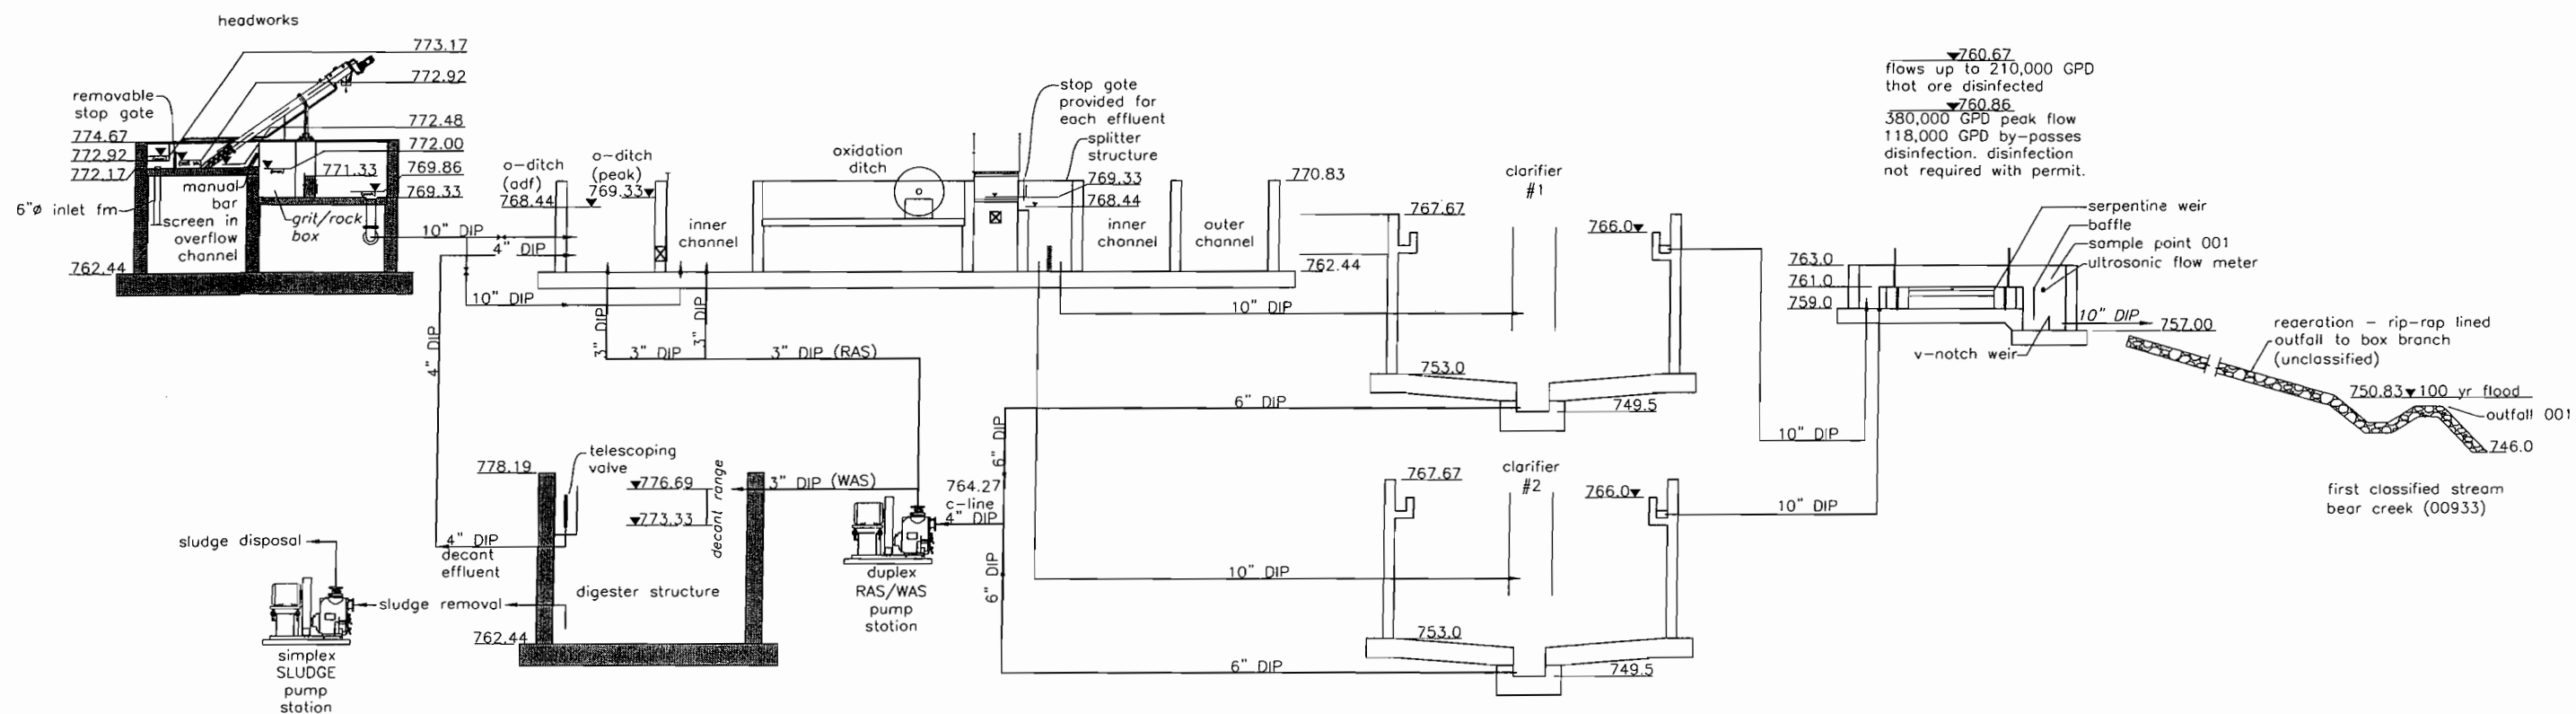 headworks
773.17
772.92
removable
stop gate
774.67
772.92
772.17
772.48
772.00
771.33
769.86
769.33
manual
bar
screen in
overflow
channel
grit/rock
box
6"ø inlet fm
762.44
10" DIP
4" DIP
10" DIP
4" DIP
o-ditch
(adf)
768.44
o-ditch
(peak)
769.33
inner
channel
oxidation
ditch
stop gate
provided for
each effluent
splitter
structure
769.33
768.44
inner
channel
outer
channel
770.83
762.44
3" DIP
3" DIP
3" DIP
3" DIP (RAS)
10" DIP
clarifier
#1
767.67
766.0
753.0
749.5
6" DIP
6" DIP
10" DIP
760.67
flows up to 210,000 GPD
that are disinfected
760.86
380,000 GPD peak flow
118,000 GPD by-passes
disinfection. disinfection
not required with permit.
serpentine weir
baffle
sample point 001
ultrasonic flow meter
763.0
761.0
759.0
10" DIP
757.00
v-notch weir
reaeration - rip-rap lined
outfall to box branch
(unclassified)
750.83 100 yr flood
outfall 001
746.0
first classified stream
bear creek (00933)
778.19
telescoping
valve
776.69
773.33
decant range
3" DIP (WAS)
764.27
c-line
4" DIP
4" DIP
decant
effluent
digester structure
762.44
sludge disposal
sludge removal
simplex
SLUDGE
pump
station
duplex
RAS/WAS
pump
station
6" DIP
10" DIP
6" DIP
clarifier
#2
767.67
766.0
753.0
749.5
10" DIP